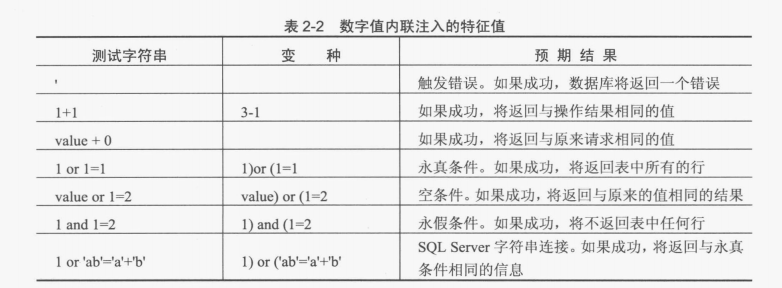 表 2-2 数字值内联注入的特征值
测试字符串 变 种 预 期 结 果
' 触发错误。如果成功，数据库将返回一个错误
1+1 3-1 如果成功，将返回与操作结果相同的值
value + 0 如果成功，将返回与原来请求相同的值
1 or 1=1 1)or (1=1 永真条件。如果成功，将返回表中所有的行
value or 1=2 value) or (1=2 空条件。如果成功，将返回与原来的值相同的结果
1 and 1=2 1) and (1=2 永假条件。如果成功，将不返回表中任何行
1 or 'ab'='a'+'b' 1) or ('ab'='a'+'b' SQL Server 字符串连接。如果成功，将返回与永真
条件相同的信息